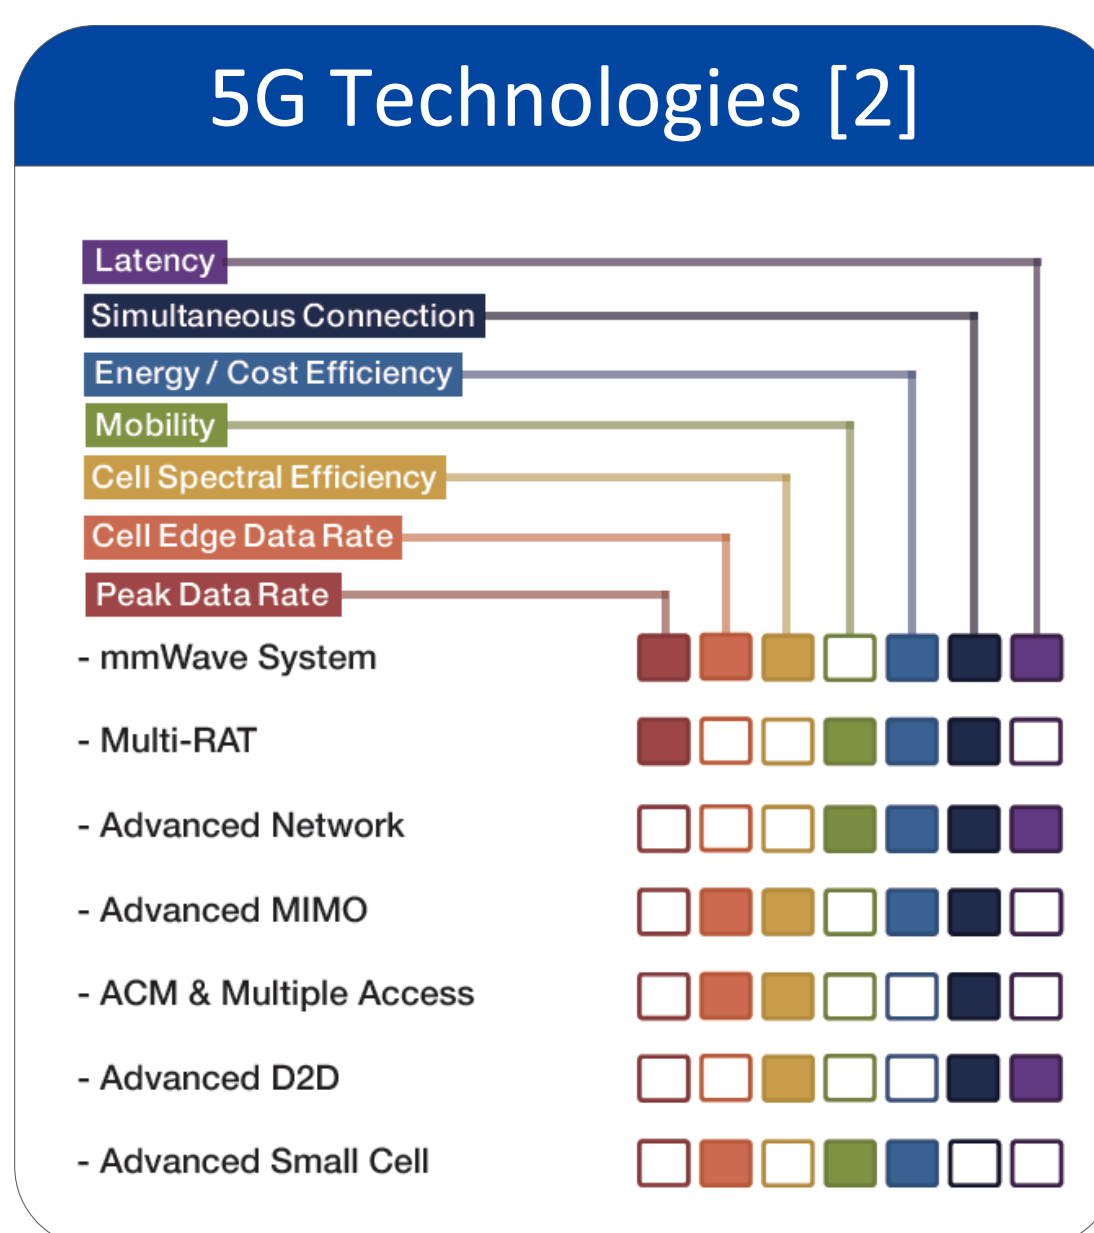 5G Technologies [2]
Latency
Simultaneous Connection
Energy / Cost Efficiency
Mobility
Cell Spectral Efficiency
Cell Edge Data Rate
Peak Data Rate
- mmWave System
- Multi-RAT
- Advanced Network
- Advanced MIMO
- ACM & Multiple Access
- Advanced D2D
- Advanced Small Cell